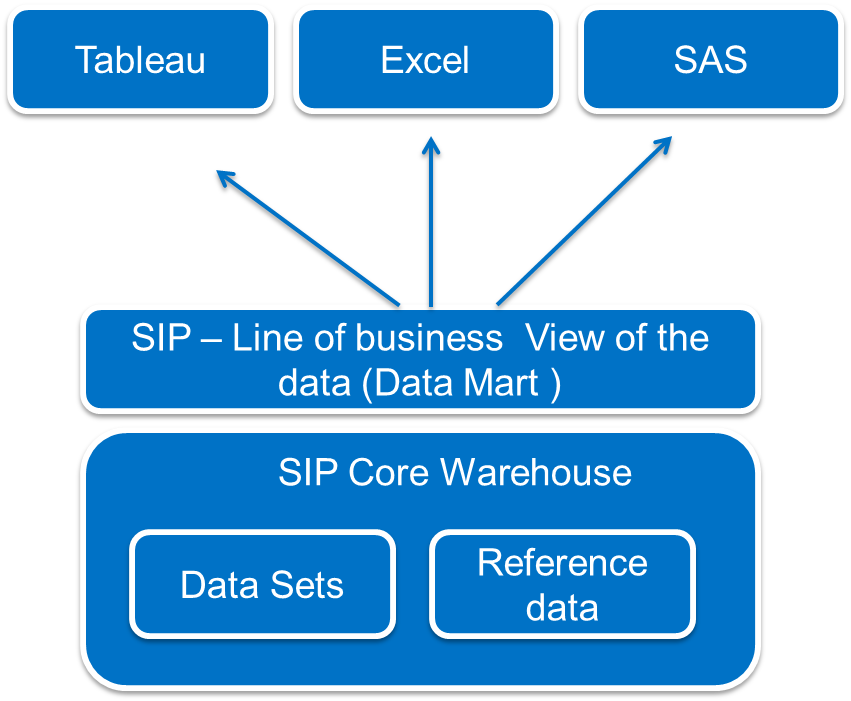 Tableau
Excel
SAS
SIP – Line of business  View of the
data (Data Mart )
SIP Core Warehouse
Data Sets
Reference
data